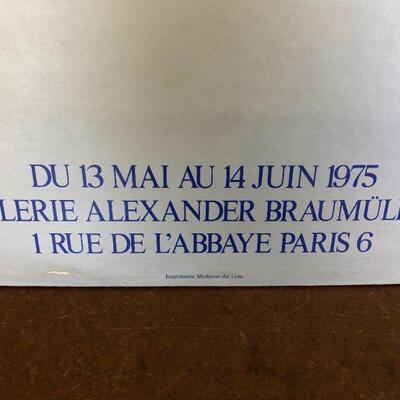 DU 13 MAI AU 14 JUIN 1975
LERIE ALEXANDER BRAUMÜL
1 RUE DE L'ABBAYE PARIS 6
Imprimerie Moderne du Lion